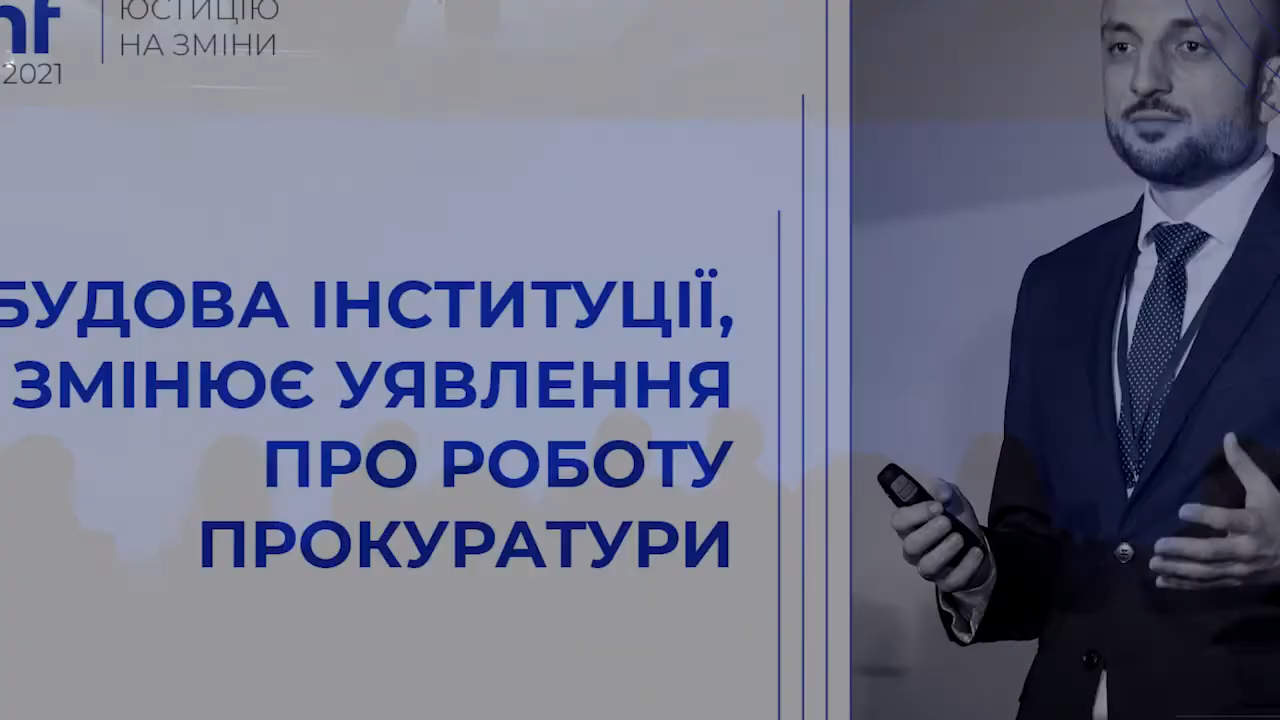 ЮСТИЦІЮ
НА ЗМІНИ
2021
БУДОВА ІНСТИТУЦІЇ,
ЗМІНЮЄ УЯВЛЕННЯ
ПРО РОБОТУ
ПРОКУРАТУРИ